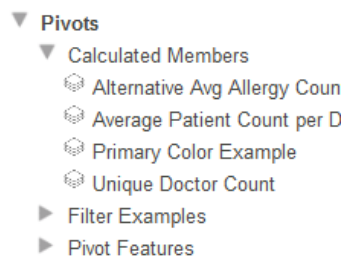 Pivots
Calculated Members
Alternative Avg Allergy Coun
Average Patient Count per D
Primary Color Example
Unique Doctor Count
Filter Examples
Pivot Features